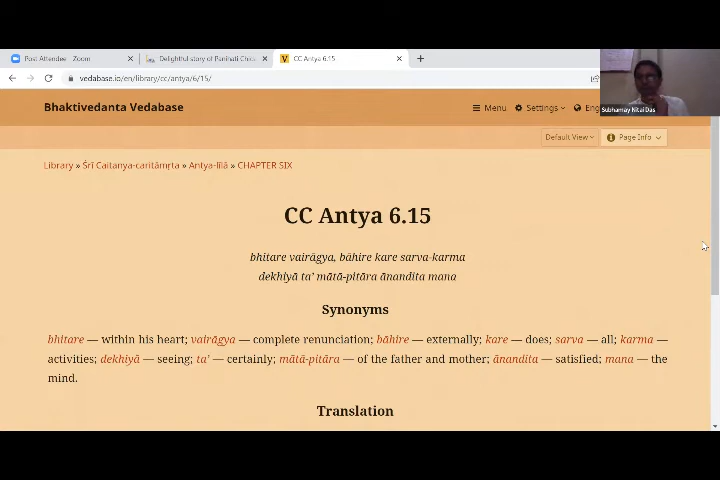 Post Attendee - Zoom
Delightful story of Panihati Chida
CC Antya 6.15
vedabase.io/en/library/cc/antya/6/15/
Bhaktivedanta Vedabase
Menu
Settings
Eng
Subhamay Nitai Das
Default View
Page Info
Library » Śrī Caitanya-caritāmṛta » Antya-līlā » CHAPTER SIX
CC Antya 6.15
bhitare vairāgya, bāhire kare sarva-karma
dekhiyā ta' mātā-pitāra ānandita mana
Synonyms
bhitare — within his heart; vairāgya — complete renunciation; bāhire — externally; kare — does; sarva — all; karma —
activities; dekhiyā — seeing; ta' — certainly; mātā-pitāra — of the father and mother; ānandita — satisfied; mana — the
mind.
Translation